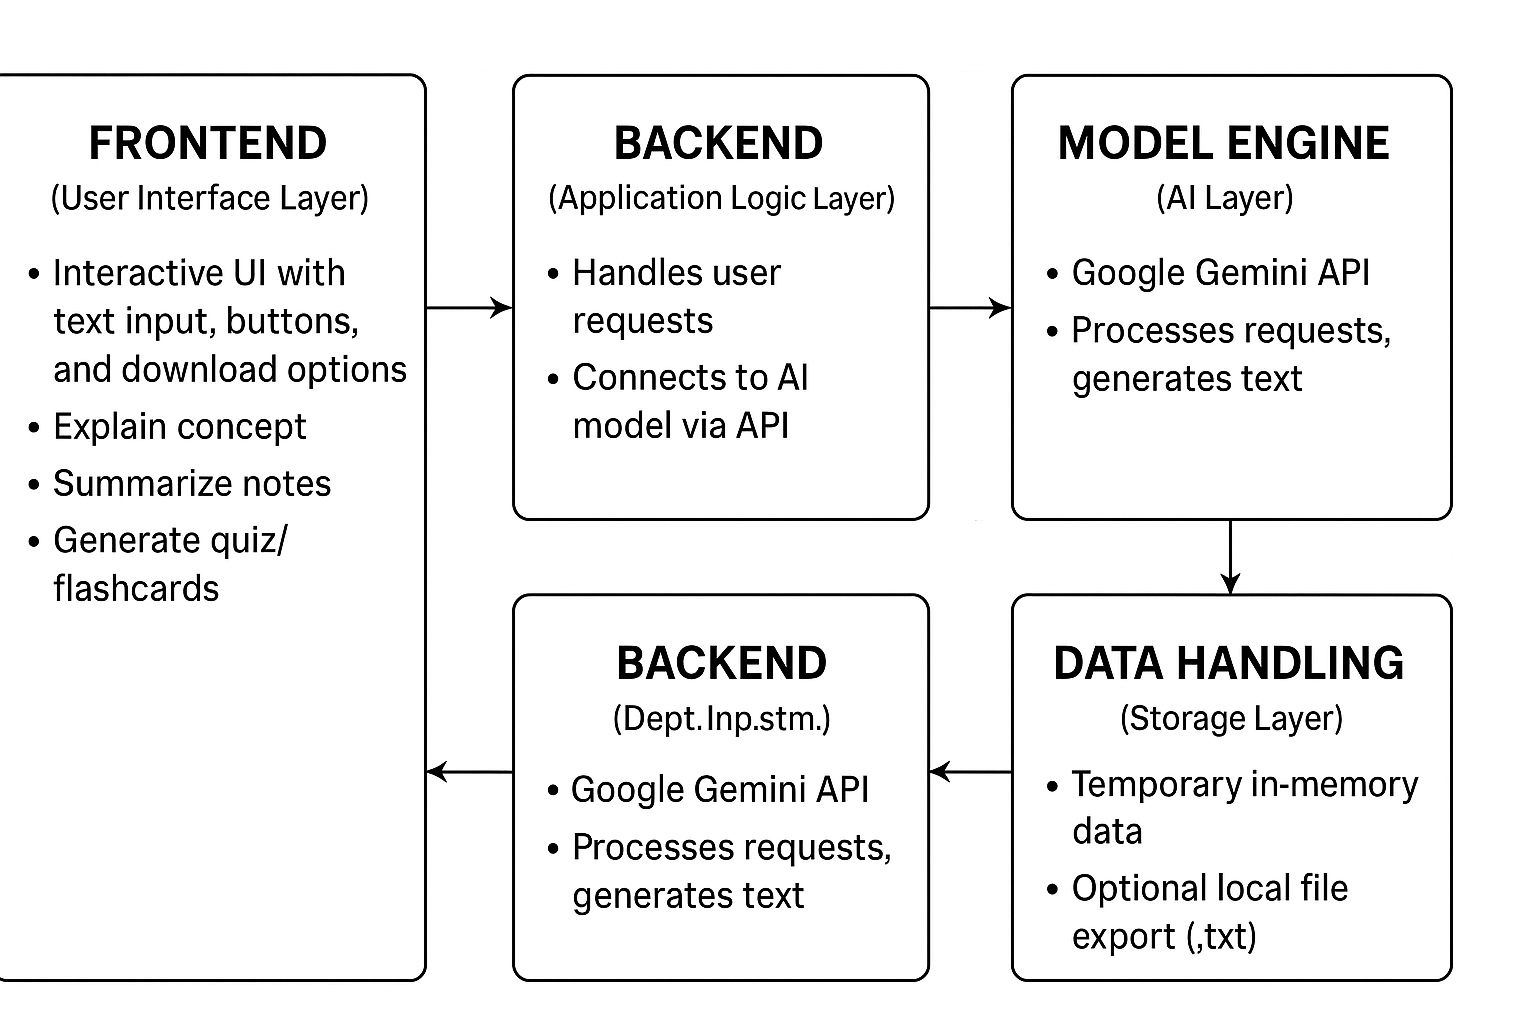 FRONTEND
(User Interface Layer)
• Interactive UI with
text input, buttons,
and download options
• Explain concept
• Summarize notes
• Generate quiz/
flashcards
BACKEND
(Application Logic Layer)
• Handles user
requests
• Connects to AI
model via API
MODEL ENGINE
(AI Layer)
• Google Gemini API
• Processes requests,
generates text
BACKEND
(Dept. Inp.stm.)
• Google Gemini API
• Processes requests,
generates text
DATA HANDLING
(Storage Layer)
• Temporary in-memory
data
• Optional local file
export (,txt)